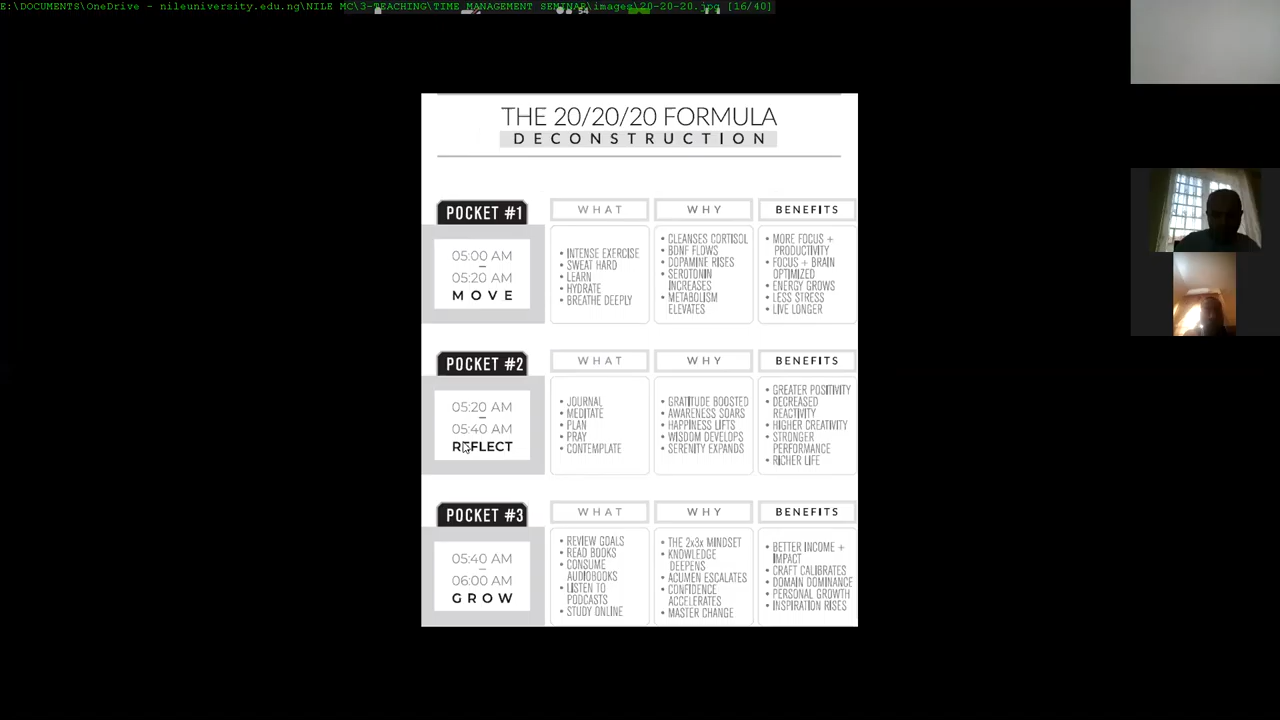 E:\DOCUMENTS\OneDrive - nileuniversity.edu.ng\NILE MC\3-TEACHING\TIME MANAGEMENT SEMINAR\images\20-20-20.jpg [16/40]
54
THE 20/20/20 FORMULA
DECONSTRUCTION
POCKET #1
WHAT
WHY
BENEFITS
05:00 AM
–
05:20 AM
MOVE
• INTENSE EXERCISE
• SWEAT HARD
• LEARN
• HYDRATE
• BREATHE DEEPLY
• CLEANSES CORTISOL
• BDNF FLOWS
• DOPAMINE RISES
• SEROTONIN
INCREASES
• METABOLISM
ELEVATES
• MORE FOCUS +
PRODUCTIVITY
• FOCUS + BRAIN
OPTIMIZED
• ENERGY GROWS
• LESS STRESS
• LIVE LONGER
POCKET #2
WHAT
WHY
BENEFITS
05:20 AM
–
05:40 AM
REFLECT
• JOURNAL
• MEDITATE
• PLAN
• PRAY
• CONTEMPLATE
• GRATITUDE BOOSTED
• AWARENESS SOARS
• HAPPINESS LIFTS
• WISDOM DEVELOPS
• SERENITY EXPANDS
• GREATER POSITIVITY
• DECREASED
REACTIVITY
• HIGHER CREATIVITY
• STRONGER
PERFORMANCE
• RICHER LIFE
POCKET #3
WHAT
WHY
BENEFITS
05:40 AM
–
06:00 AM
GROW
• REVIEW GOALS
• READ BOOKS
• CONSUME
AUDIOBOOKS
• LISTEN TO
PODCASTS
• STUDY ONLINE
• THE 2x3x MINDSET
• KNOWLEDGE
DEEPENS
• ACUMEN ESCALATES
• CONFIDENCE
ACCELERATES
• MASTER CHANGE
• BETTER INCOME +
IMPACT
• CRAFT CALIBRATES
• DOMAIN DOMINANCE
• PERSONAL GROWTH
• INSPIRATION RISES